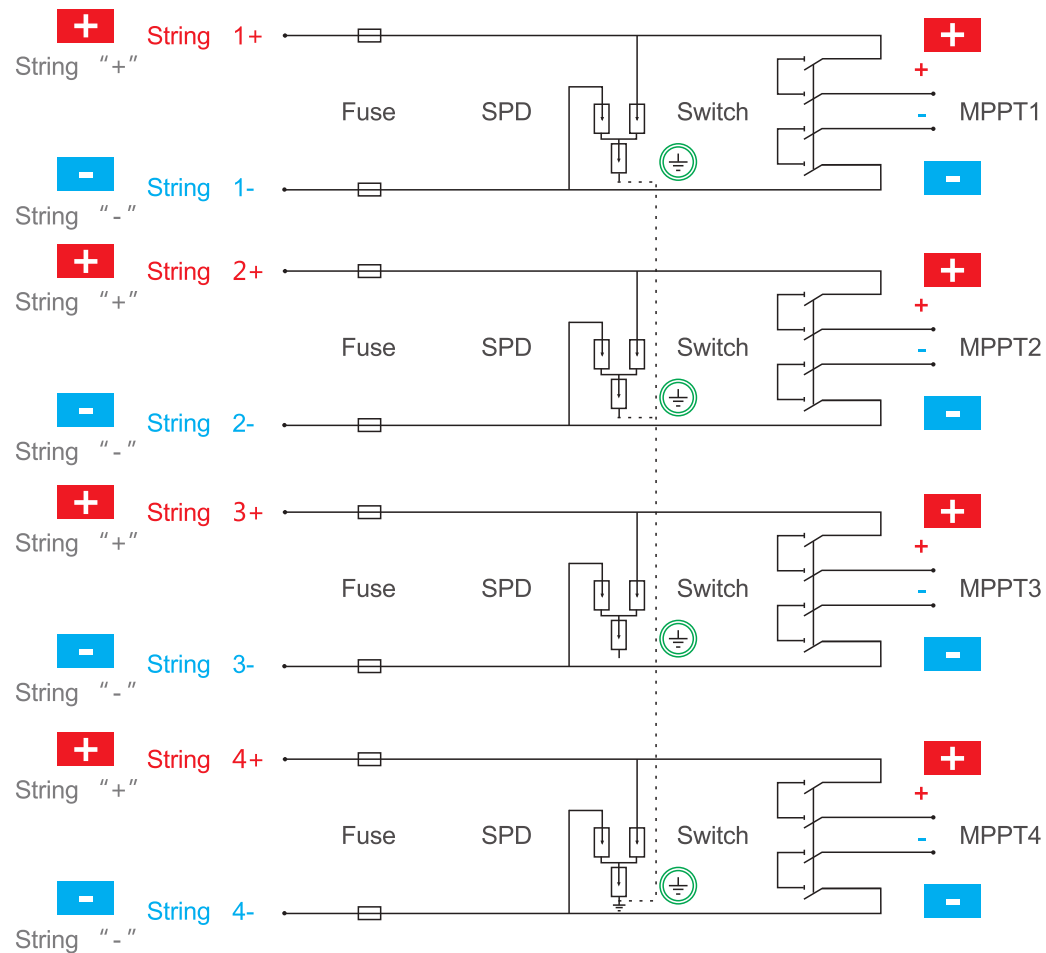 + String 1+ +
String “+” +
Fuse SPD Switch - MPPT1
- String 1- -
String “-”
+ String 2+ +
String “+” +
Fuse SPD Switch - MPPT2
- String 2- -
String “-”
+ String 3+ +
String “+” +
Fuse SPD Switch - MPPT3
- String 3- -
String “-”
+ String 4+ +
String “+” +
Fuse SPD Switch - MPPT4
- String 4- -
String “-”